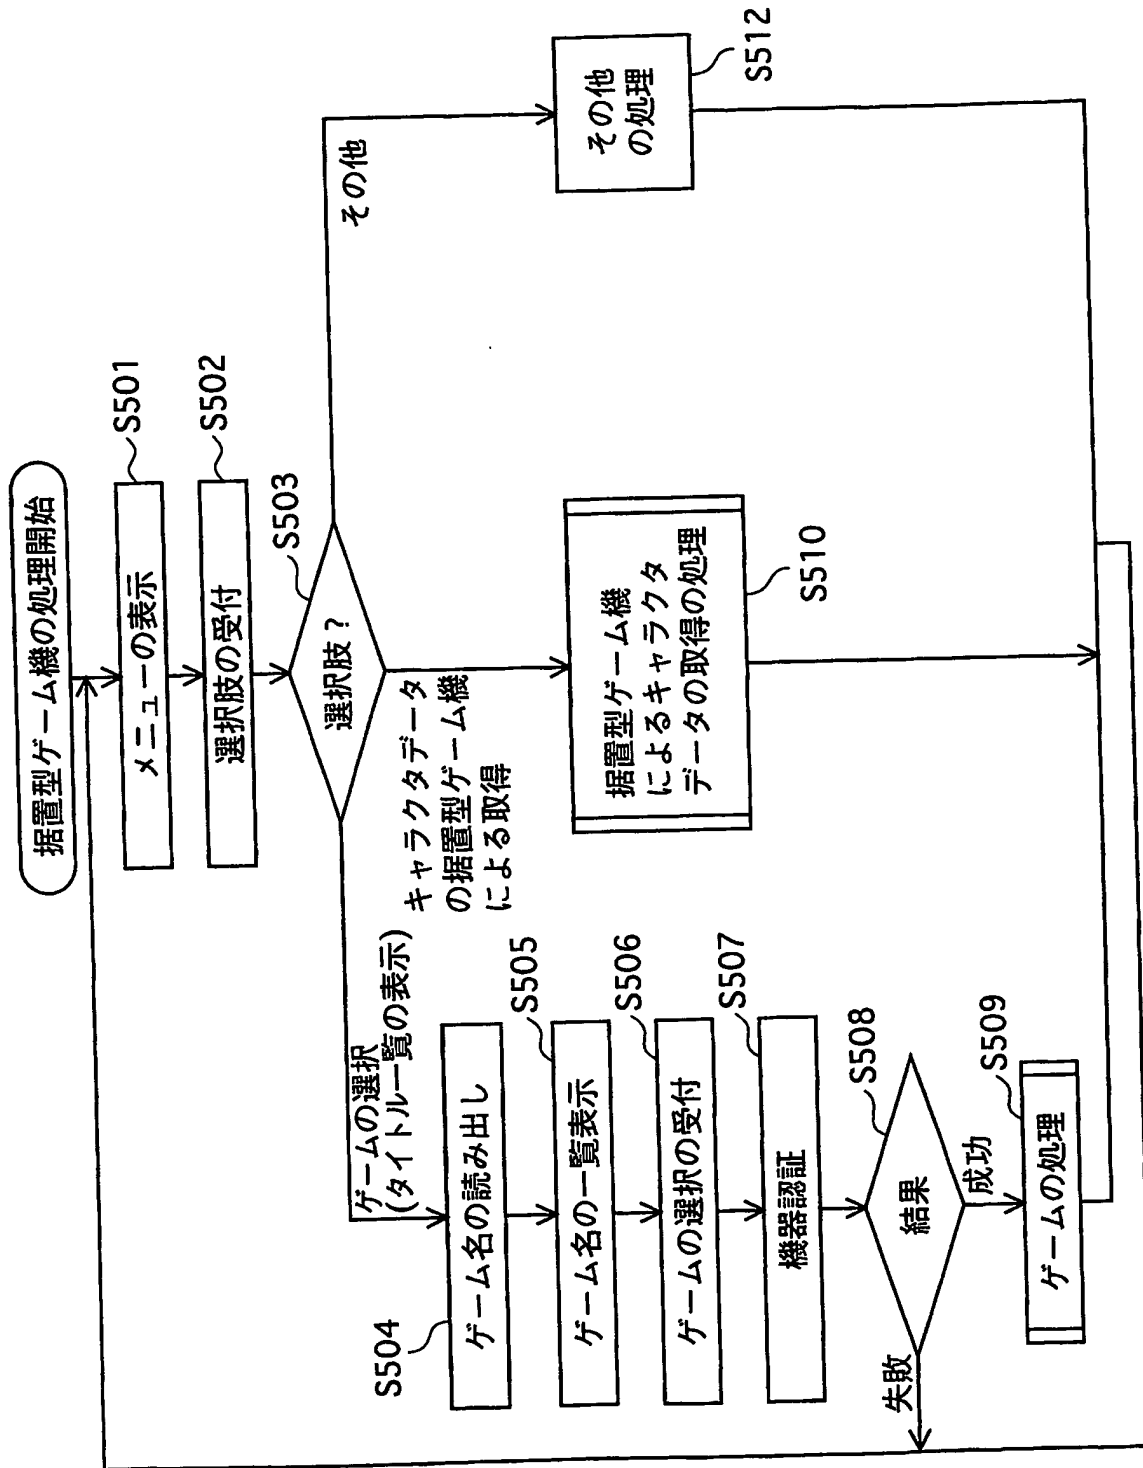 据置型ゲーム機の処理開始
メニューの表示
S501
選択肢の受付
S502
選択肢？
S503
ゲームの選択
(タイトル一覧の表示)
キャラクタデータ
の据置型ゲーム機
による取得
その他
ゲーム名の読み出し
S504
ゲーム名の一覧表示
S505
ゲームの選択の受付
S506
機器認証
S507
結果
S508
失敗
成功
ゲームの処理
S509
据置型ゲーム機
によるキャラクタ
データの取得の処理
S510
その他
の処理
S512